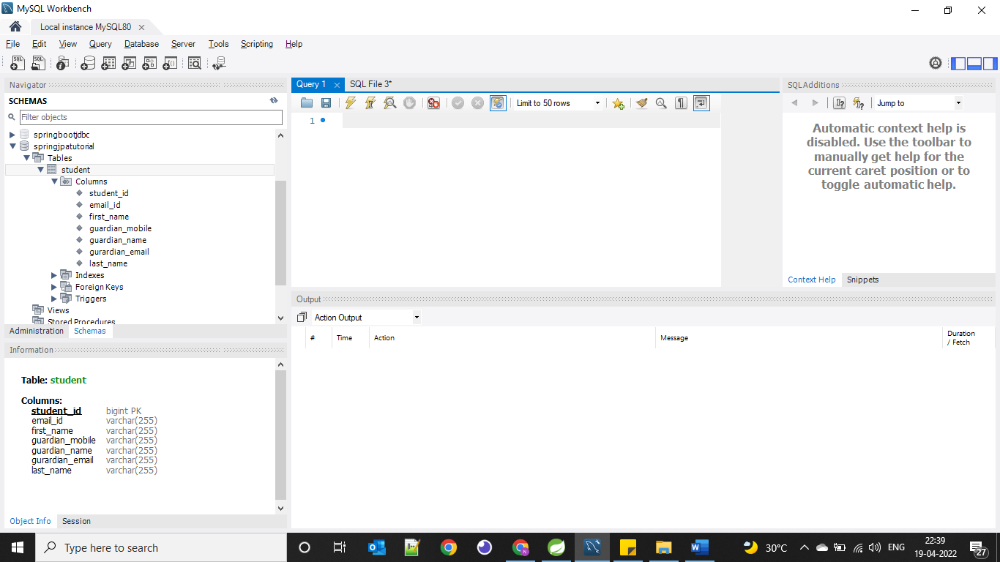 MySQL Workbench
Local instance MySQL80
File Edit View Query Database Server Tools Scripting Help
Navigator
SCHEMAS
Filter objects
springbootjdbc
springjpatutorial
Tables
student
Columns
student_id
email_id
first_name
guardian_mobile
guardian_name
gurardian_email
last_name
Indexes
Foreign Keys
Triggers
Views
Stored Procedures
Administration Schemas
Information
Table: student
Columns:
student_id bigint PK
email_id varchar(255)
first_name varchar(255)
guardian_mobile varchar(255)
guardian_name varchar(255)
gurardian_email varchar(255)
last_name varchar(255)
Object Info Session
Query 1 SQL File 3*
Limit to 50 rows
1
SQLAdditions
Jump to
Automatic context help is
disabled. Use the toolbar to
manually get help for the
current caret position or to
toggle automatic help.
Context Help Snippets
Output
Action Output
# Time Action Message Duration
/ Fetch
Type here to search
30°C
ENG
22:39
19-04-2022
27